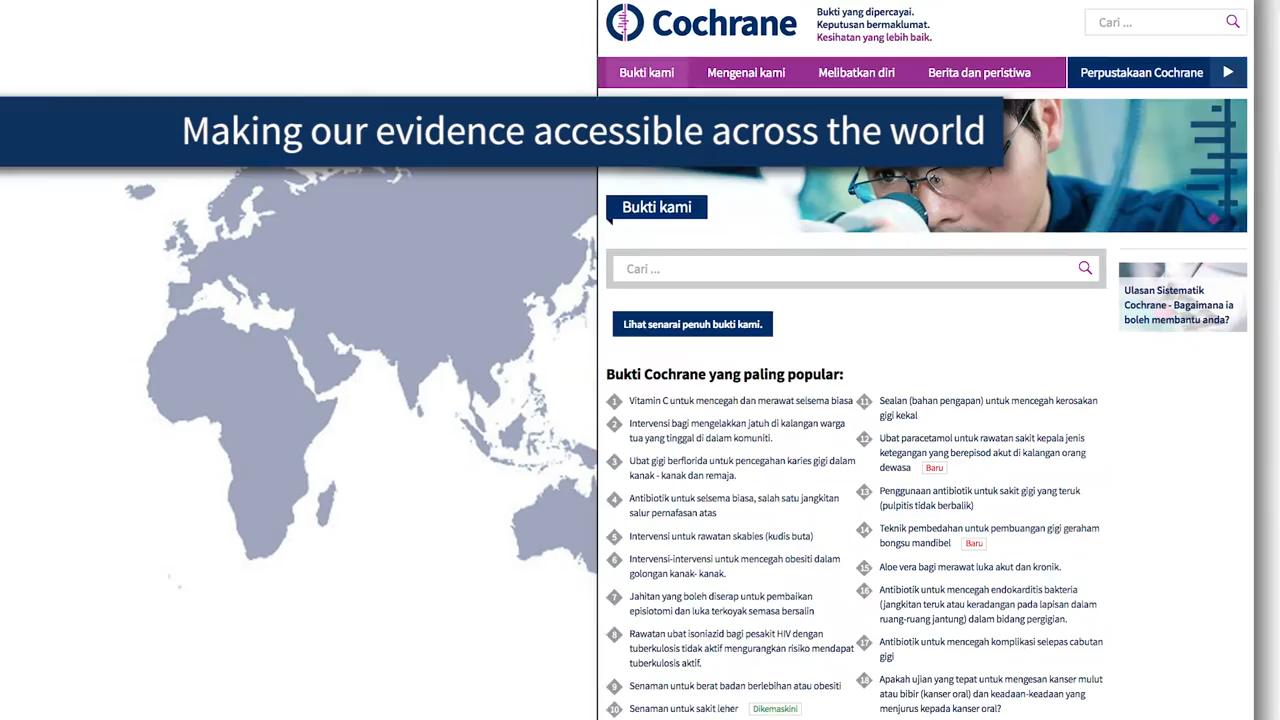 Cochrane
Bukti yang dipercayai.
Keputusan bermaklumat.
Kesihatan yang lebih baik.
Cari ...
Bukti kami
Mengenai kami
Melibatkan diri
Berita dan peristiwa
Perpustakaan Cochrane
Making our evidence accessible across the world
Bukti kami
Cari ...
Ulasan Sistematik
Cochrane - Bagaimana ia
boleh membantu anda?
Lihat senarai penuh bukti kami.
Bukti Cochrane yang paling popular:
1 Vitamin C untuk mencegah dan merawat selsema biasa
2 Intervensi bagi mengelakkan jatuh di kalangan warga
tua yang tinggal di dalam komuniti.
3 Ubat gigi berflorida untuk pencegahan karies gigi dalam
kanak - kanak dan remaja.
4 Antibiotik untuk selsema biasa, salah satu jangkitan
salur pernafasan atas
5 Intervensi untuk rawatan skabies (kudis buta)
6 Intervensi-intervensi untuk mencegah obesiti dalam
golongan kanak- kanak.
7 Jahitan yang boleh diserap untuk pembaikan
episiotomi dan luka terkoyak semasa bersalin
8 Rawatan ubat isoniazid bagi pesakit HIV dengan
tuberkulosis tidak aktif mengurangkan risiko mendapat
tuberkulosis aktif.
9 Senaman untuk berat badan berlebihan atau obesiti
10 Senaman untuk sakit leher Dikemaskini
11 Sealan (bahan pengapan) untuk mencegah kerosakan
gigi kekal
12 Ubat paracetamol untuk rawatan sakit kepala jenis
ketegangan yang berepisod akut di kalangan orang
dewasa Baru
13 Penggunaan antibiotik untuk sakit gigi yang teruk
(pulpitis tidak berbalik)
14 Teknik pembedahan untuk pembuangan gigi geraham
bongsu mandibel Baru
15 Aloe vera bagi merawat luka akut dan kronik.
16 Antibiotik untuk mencegah endokarditis bakteria
(jangkitan teruk atau keradangan pada lapisan dalam
ruang-ruang jantung) dalam bidang pergigian.
17 Antibiotik untuk mencegah komplikasi selepas cabutan
gigi
18 Apakah ujian yang tepat untuk mengesan kanser mulut
atau bibir (kanser oral) dan keadaan-keadaan yang
menjurus kepada kanser oral?